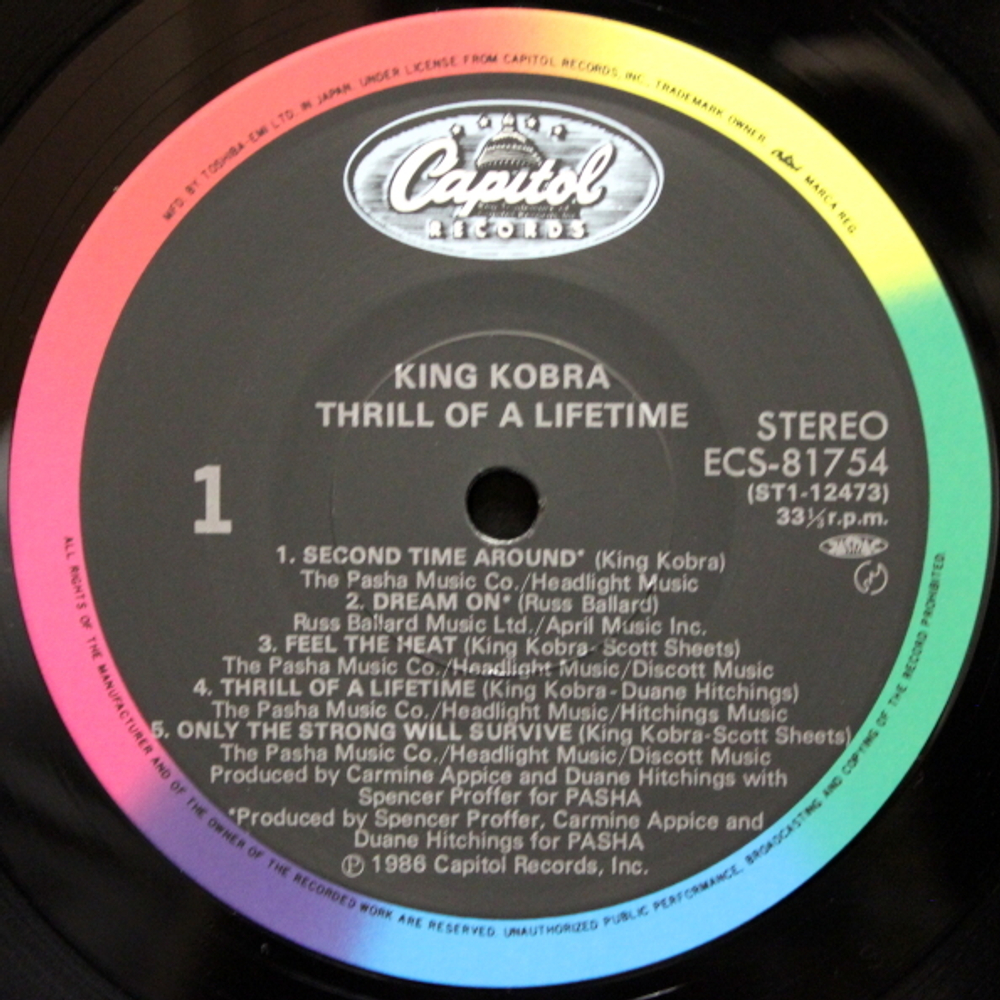 MFD. BY TOSHIBA-EMI LTD. IN JAPAN. UNDER LICENSE FROM CAPITOL RECORDS, INC., TRADEMARK OWNER Capitol MARCA REG.
Capitol
RECORDS
KING KOBRA
THRILL OF A LIFETIME
STEREO
ECS-81754
(ST1-12473)
33⅓r.p.m.
1
1. SECOND TIME AROUND* (King Kobra)
The Pasha Music Co./Headlight Music
2. DREAM ON* (Russ Ballard)
Russ Ballard Music Ltd./April Music Inc.
3. FEEL THE HEAT (King Kobra-Scott Sheets)
The Pasha Music Co./Headlight Music/Discott Music
4. THRILL OF A LIFETIME (King Kobra-Duane Hitchings)
The Pasha Music Co./Headlight Music/Hitchings Music
5. ONLY THE STRONG WILL SURVIVE (King Kobra-Scott Sheets)
The Pasha Music Co./Headlight Music/Discott Music
Produced by Carmine Appice and Duane Hitchings with
Spencer Proffer for PASHA
*Produced by Spencer Proffer, Carmine Appice and
Duane Hitchings for PASHA
℗ 1986 Capitol Records, Inc.
ALL RIGHTS OF THE MANUFACTURER AND OF THE OWNER OF THE RECORDED WORK ARE RESERVED. UNAUTHORIZED PUBLIC PERFORMANCE, BROADCASTING AND COPYING OF THE RECORD PROHIBITED.